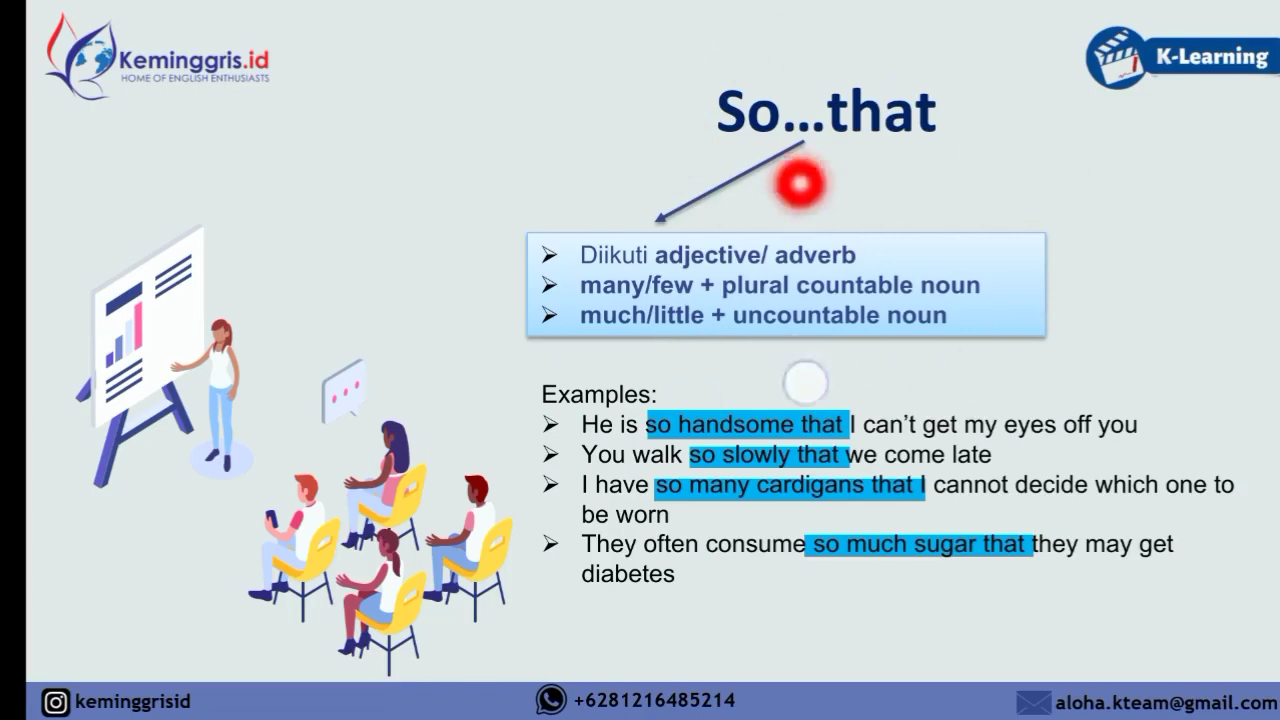 Keminggris.id
HOME OF ENGLISH ENTHUSIASTS
K-Learning
So...that
Diikuti adjective/ adverb
many/few + plural countable noun
much/little + uncountable noun
Examples:
He is so handsome that I can’t get my eyes off you
You walk so slowly that we come late
I have so many cardigans that I cannot decide which one to
be worn
They often consume so much sugar that they may get
diabetes
keminggrisid
+6281216485214
aloha.kteam@gmail.com